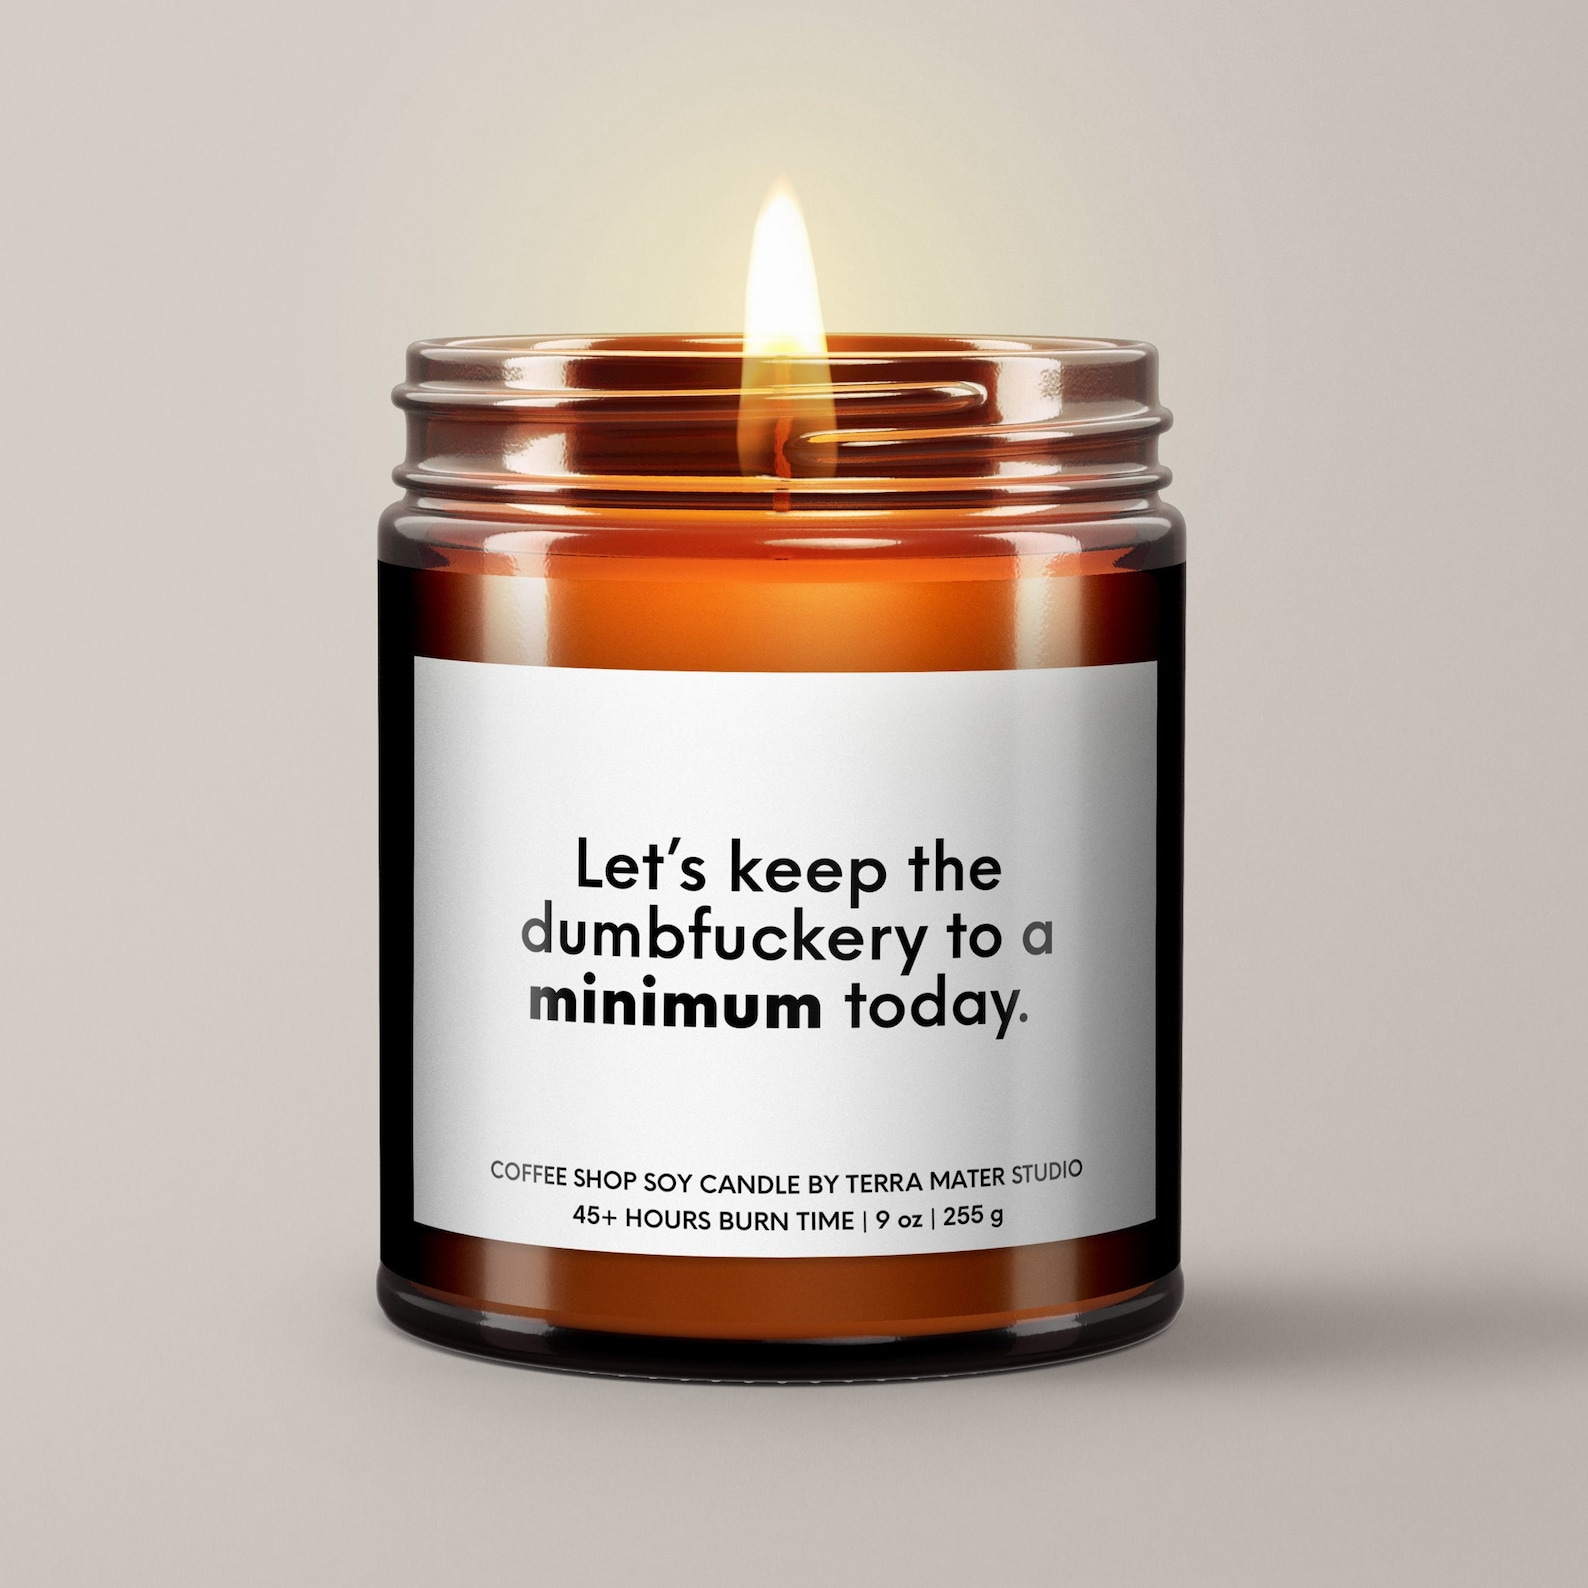 Let’s keep the
dumbfuckery to a
minimum today.
COFFEE SHOP SOY CANDLE BY TERRA MATER STUDIO
45+ HOURS BURN TIME | 9 oz | 255 g